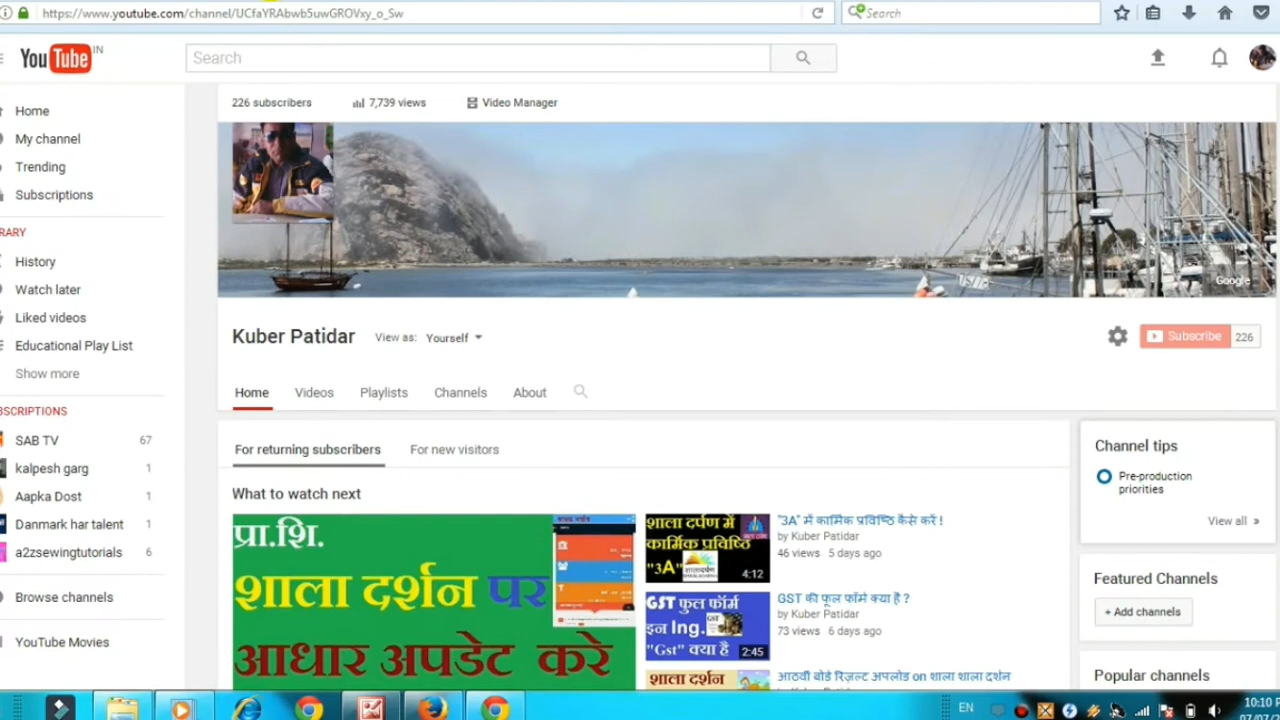 https://www.youtube.com/channel/UCfaYRAbwb5uwGROVxy_o_Sw
Search
YouTube IN
Search
Home
My channel
Trending
Subscriptions
RARY
History
Watch later
Liked videos
Educational Play List
Show more
BSCRIPTIONS
SAB TV 67
kalpesh garg 1
Aapka Dost 1
Danmark har talent 1
a2zsewingtutorials 6
Browse channels
YouTube Movies
226 subscribers 7,739 views Video Manager
Google
Kuber Patidar View as: Yourself
Subscribe 226
Home Videos Playlists Channels About
For returning subscribers For new visitors
What to watch next
प्रा.शि.
शाला दर्शन पर
आधार अपडेट करे
शाला दर्पण में
कार्मिक प्रविष्ठि
"3A"
4:12
"3A" में कार्मिक प्रविष्ठि कैसे करें !
by Kuber Patidar
46 views 5 days ago
GST फुल फॉर्म
इन Ing.
"Gst" क्या है
2:45
GST की फूल फॉर्म क्या है ?
by Kuber Patidar
73 views 6 days ago
शाला दर्शन
आठवीं बोर्ड रिज़ल्ट अपलोड on शाला शाला दर्शन
Channel tips
Pre-production
priorities
View all »
Featured Channels
+ Add channels
Popular channels
EN
10:10 P